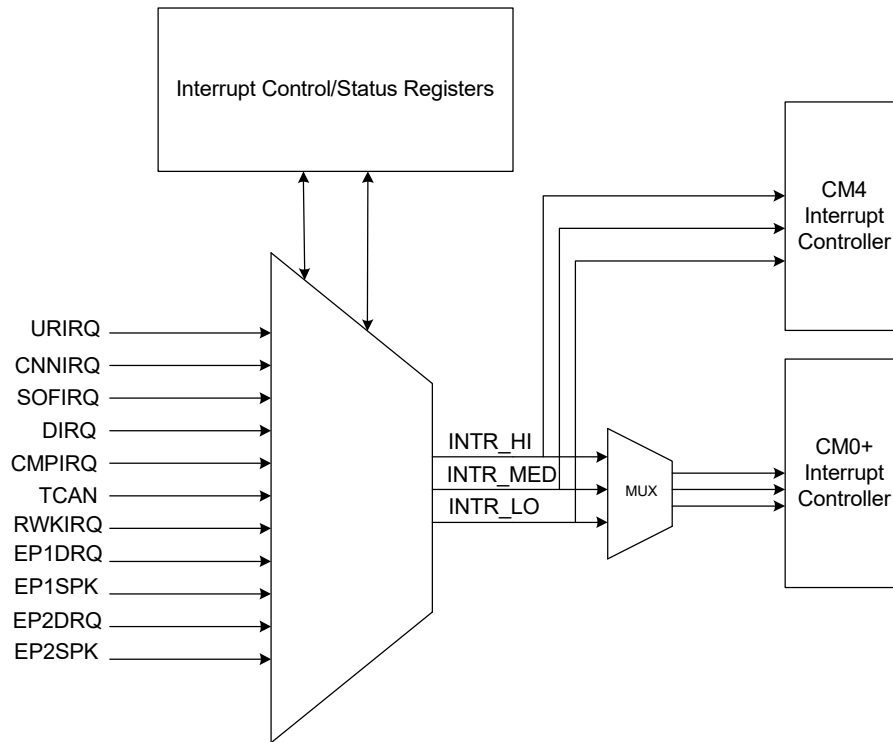 Interrupt Control/Status Registers
CM4
Interrupt
Controller
URIRQ
CNNIRQ
SOFIRQ
DIRQ
CMPIRQ
TCAN
RWKIRQ
EP1DRQ
EP1SPK
EP2DRQ
EP2SPK
INTR_HI
INTR_MED
INTR_LO
MUX
CM0+
Interrupt
Controller